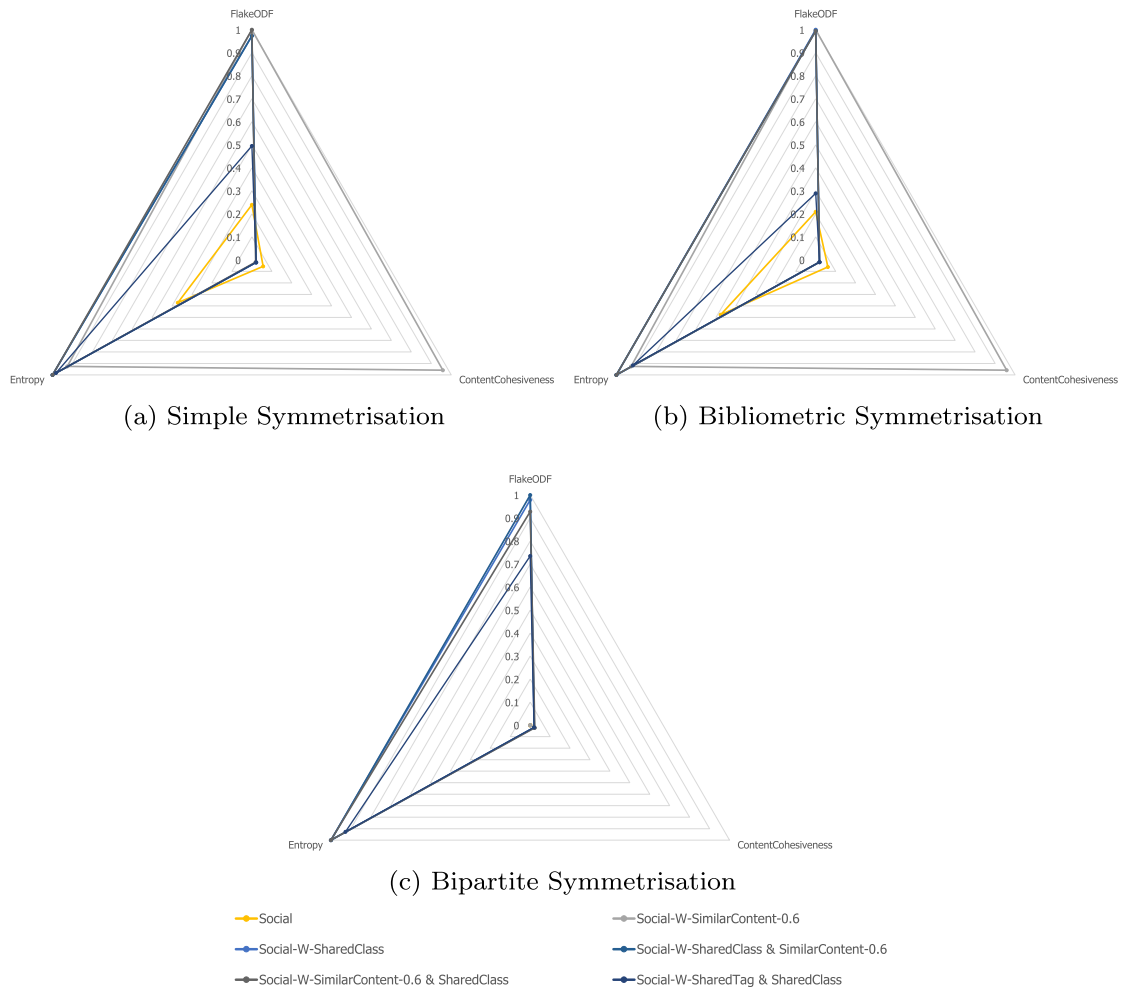 FlakeODF
1
0.9
0.8
0.7
0.6
0.5
0.4
0.3
0.2
0.1
0
Entropy
ContentCohesiveness
(a) Simple Symmetrisation
FlakeODF
1
0.9
0.8
0.7
0.6
0.5
0.4
0.3
0.2
0.1
0
Entropy
ContentCohesiveness
(b) Bibliometric Symmetrisation
FlakeODF
1
0.9
0.8
0.7
0.6
0.5
0.4
0.3
0.2
0.1
0
Entropy
ContentCohesiveness
(c) Bipartite Symmetrisation
Social
Social-W-SimilarContent-0.6
Social-W-SharedClass
Social-W-SharedClass & SimilarContent-0.6
Social-W-SimilarContent-0.6 & SharedClass
Social-W-SharedTag & SharedClass